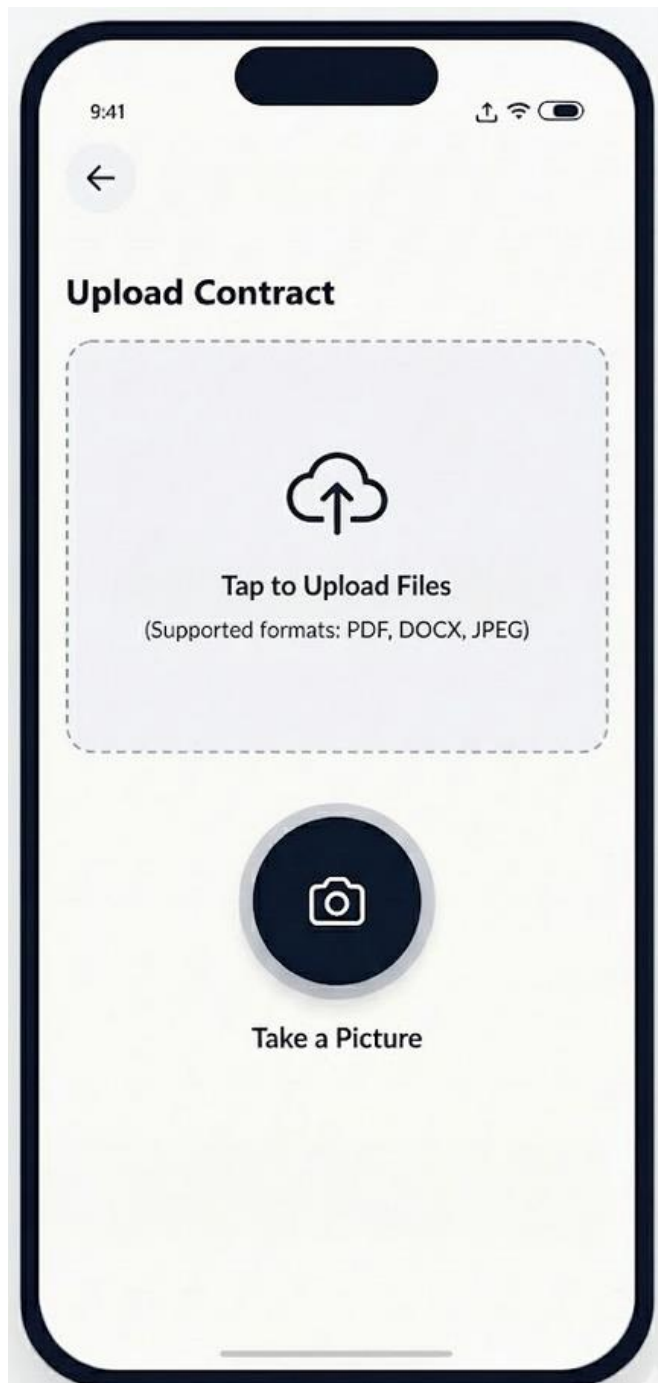 9:41
Upload Contract
Tap to Upload Files
(Supported formats: PDF, DOCX, JPEG)
Take a Picture